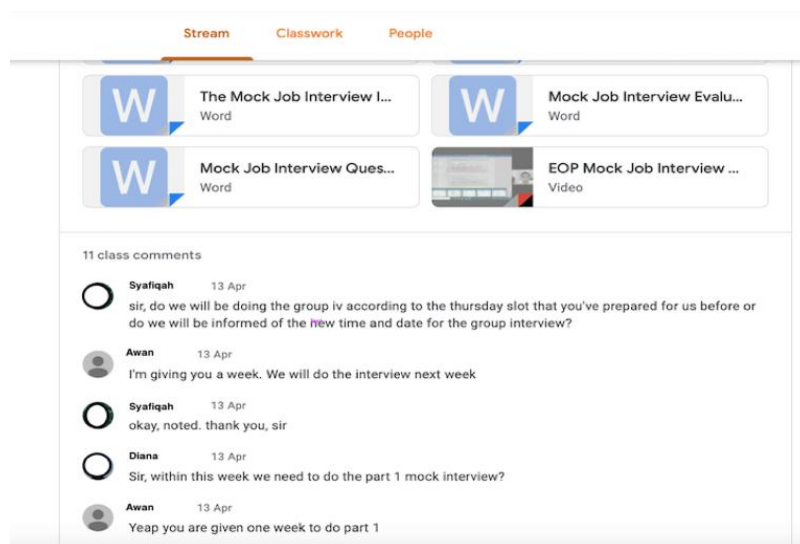 Stream Classwork People
The Mock Job Interview I...
Word
Mock Job Interview Evalu...
Word
Mock Job Interview Ques...
Word
EOP Mock Job Interview ...
Video
11 class comments
Syafiqah 13 Apr
sir, do we will be doing the group iv according to the thursday slot that you've prepared for us before or
do we will be informed of the new time and date for the group interview?
Awan 13 Apr
I'm giving you a week. We will do the interview next week
Syafiqah 13 Apr
okay, noted. thank you, sir
Diana 13 Apr
Sir, within this week we need to do the part 1 mock interview?
Awan 13 Apr
Yeap you are given one week to do part 1